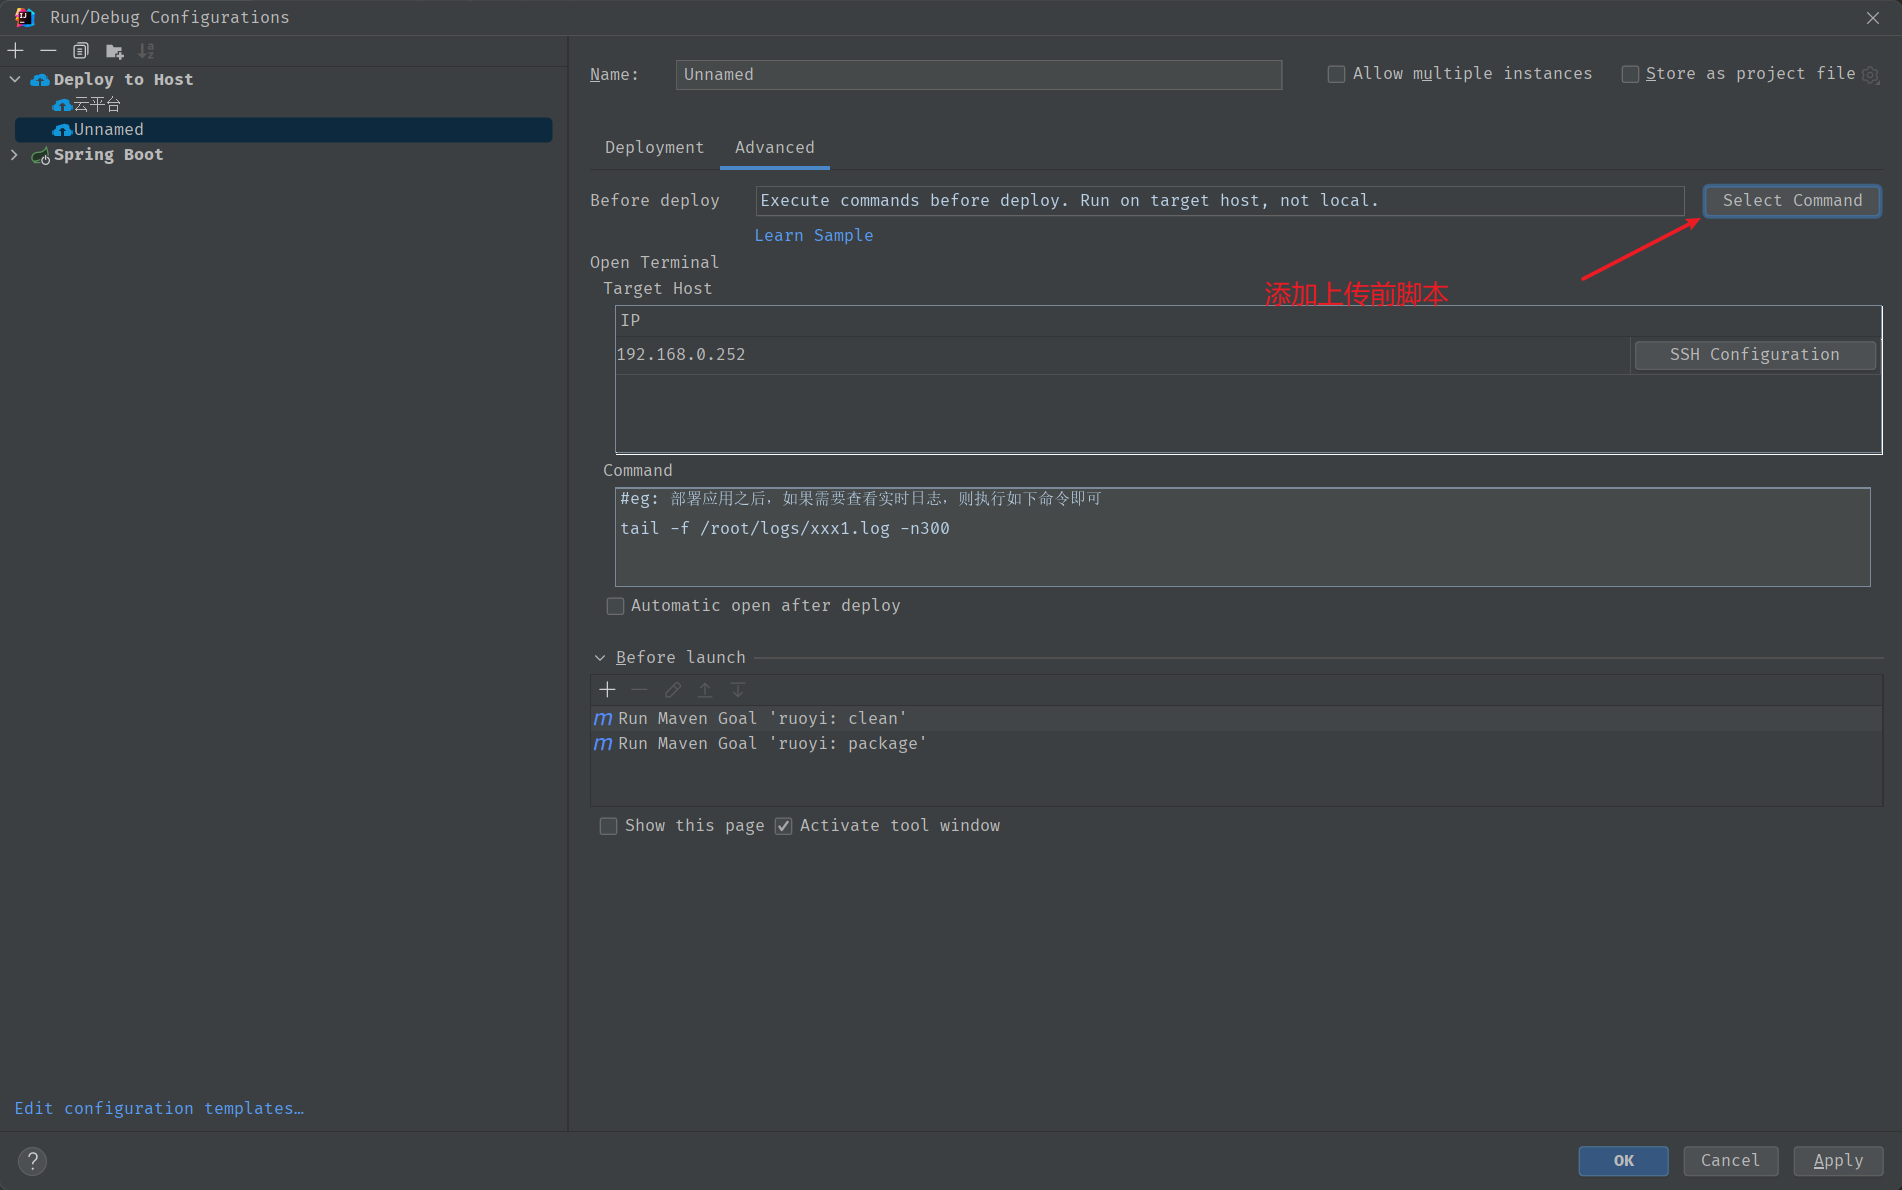 Run/Debug Configurations
Deploy to Host
云平台
Unnamed
Spring Boot
Edit configuration templates…
Name:
Unnamed
Allow multiple instances
Store as project file
Deployment
Advanced
Before deploy
Execute commands before deploy. Run on target host, not local.
Select Command
Learn Sample
Open Terminal
Target Host
添加上传前脚本
IP
192.168.0.252
SSH Configuration
Command
#eg: 部署应用之后，如果需要查看实时日志，则执行如下命令即可
tail -f /root/logs/xxx1.log -n300
Automatic open after deploy
Before launch
Run Maven Goal 'ruoyi: clean'
Run Maven Goal 'ruoyi: package'
Show this page
Activate tool window
?
OK
Cancel
Apply